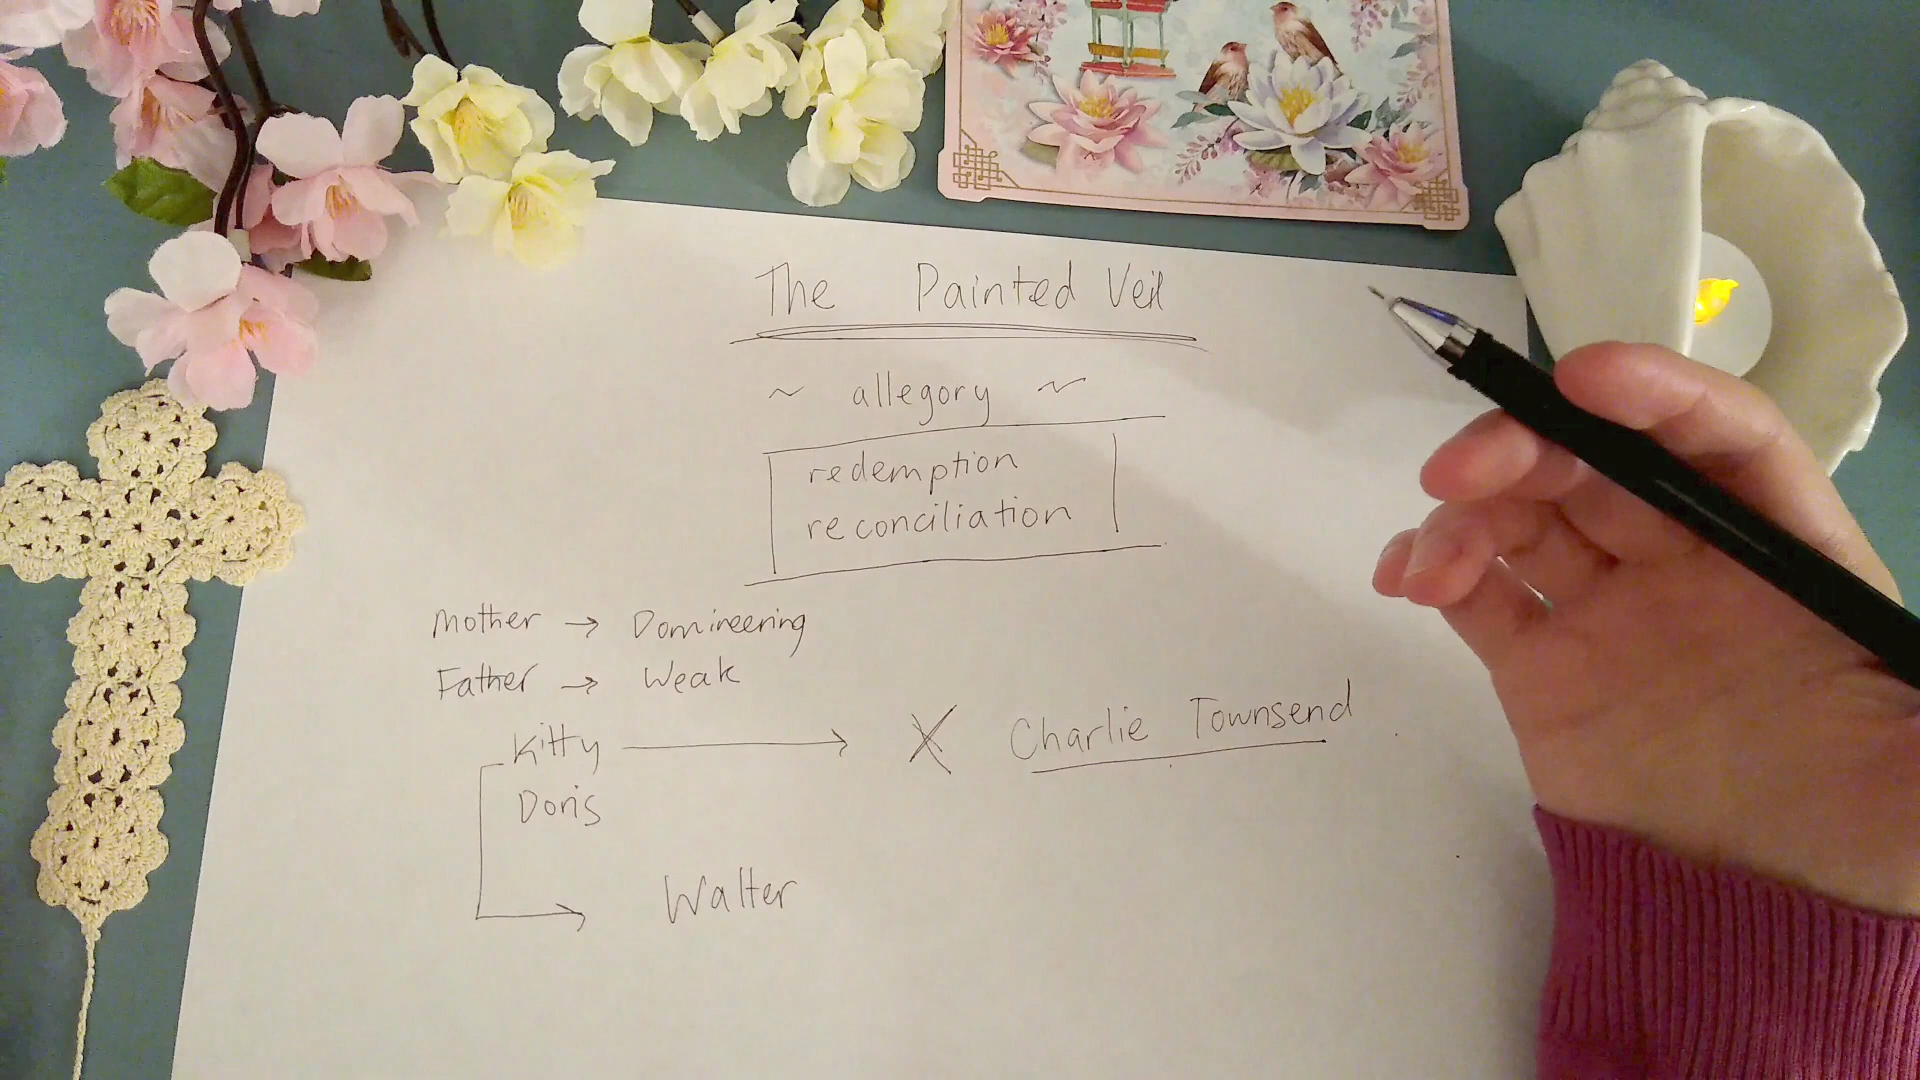 The Painted Veil
~ allegory ~
redemption
reconciliation
Mother → Domineering
Father → Weak
Kitty → X Charlie Townsend
Doris
→ Walter